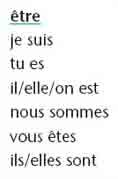 être
je suis
tu es
il/elle/on est
nous sommes
vous êtes
ils/elles sont